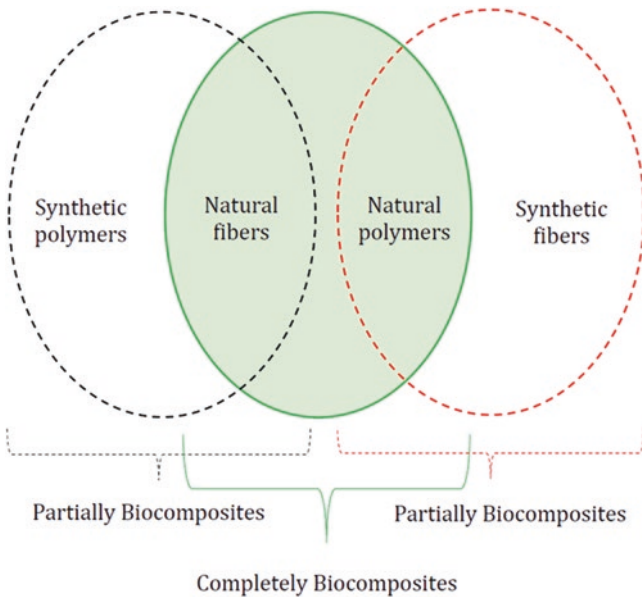 Synthetic
polymers
Natural
fibers
Natural
polymers
Synthetic
fibers
Partially Biocomposites
Partially Biocomposites
Completely Biocomposites